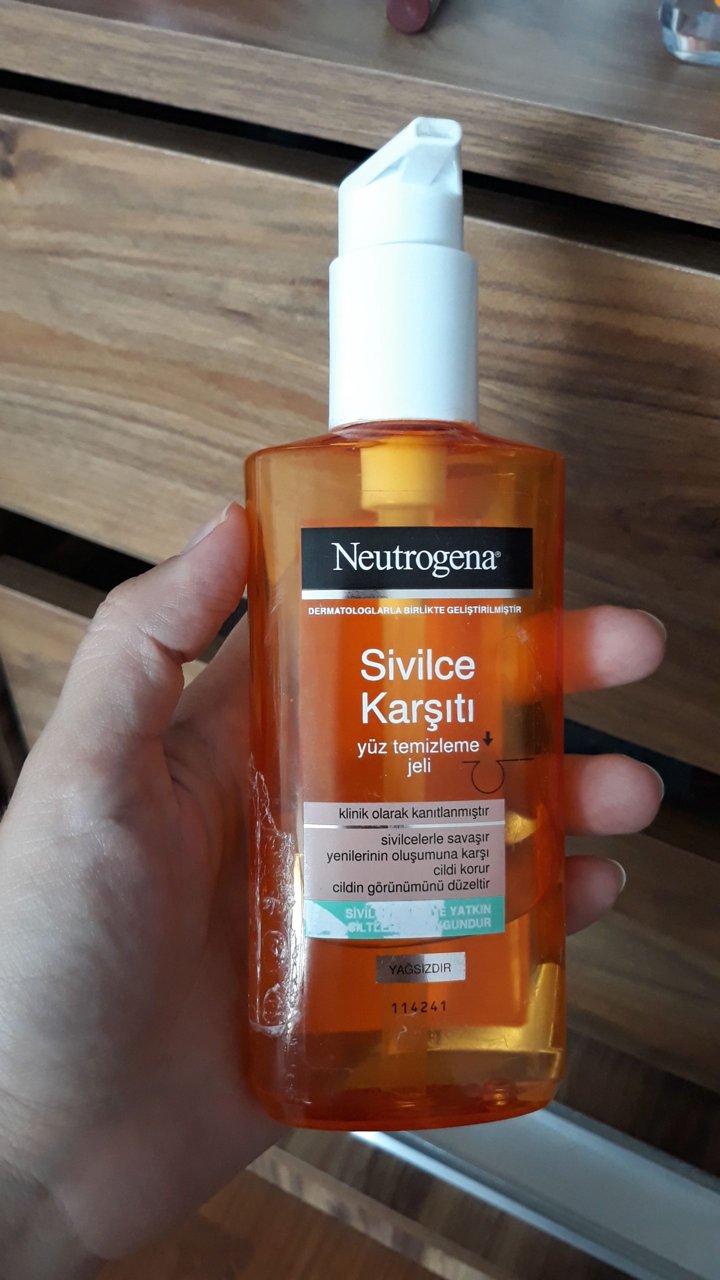 Neutrogena®
DERMATOLOGLARLA BİRLİKTE GELİŞTİRİLMİŞTİR
Sivilce
Karşıtı
yüz temizleme
jeli
klinik olarak kanıtlanmıştır
sivilcelerle savaşır
yenilerinin oluşumuna karşı
cildi korur
cildin görünümünü düzeltir
YATKIN
YAĞSIZDIR
114241